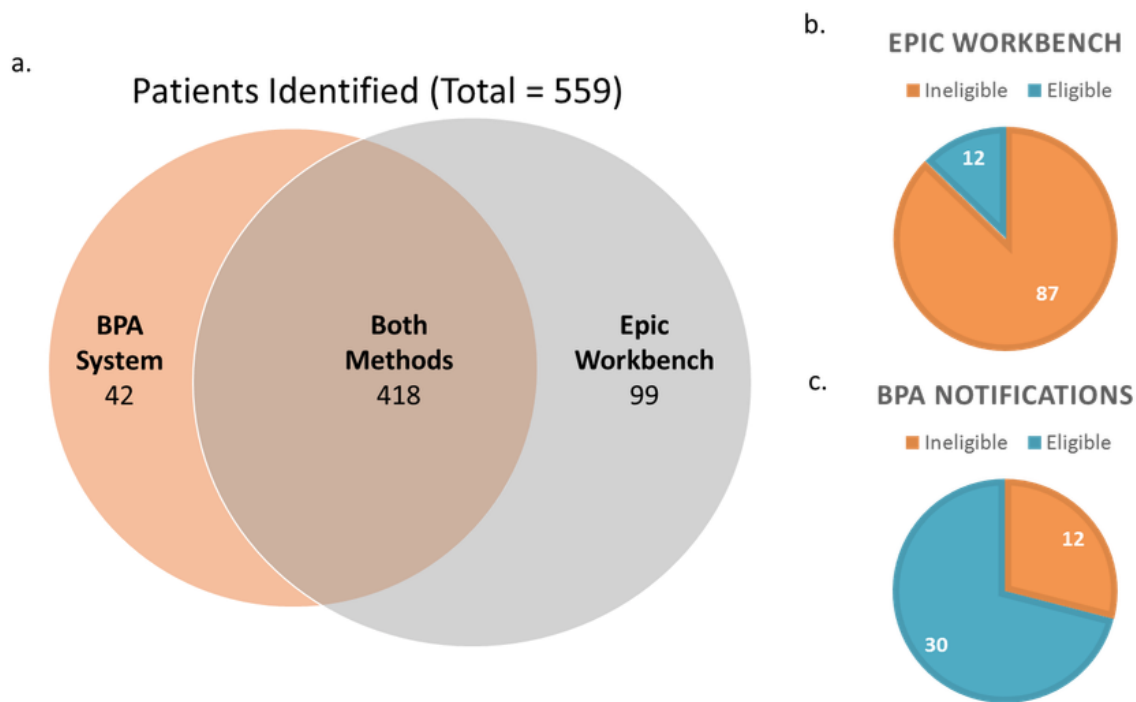 a.
Patients Identified (Total = 559)
BPA
System
42
Both
Methods
418
Epic
Workbench
99
b.
EPIC WORKBENCH
Ineligible Eligible
12
87
c.
BPA NOTIFICATIONS
Ineligible Eligible
12
30